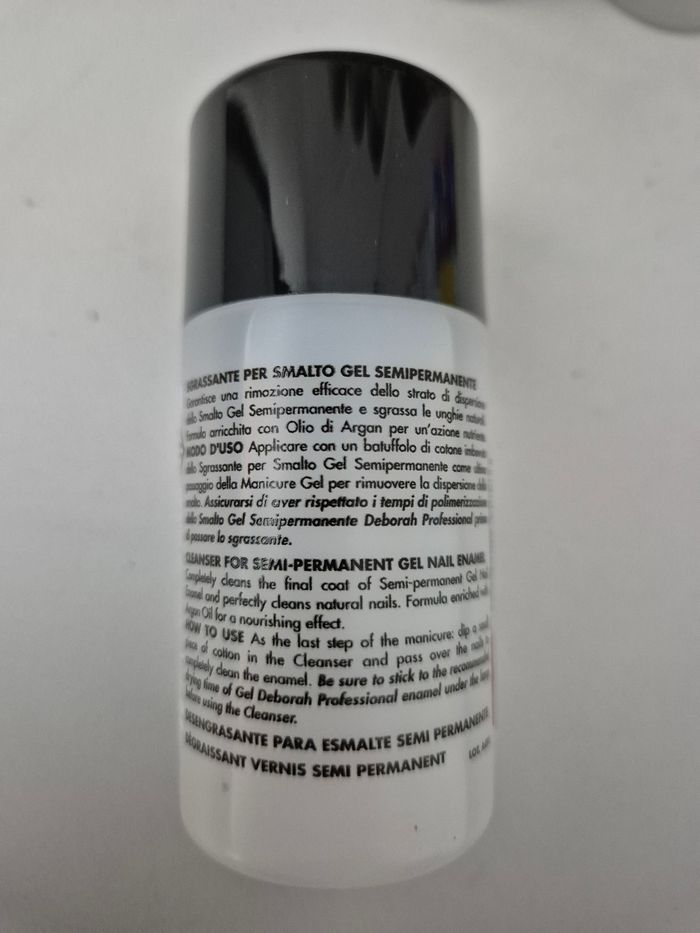 SGRASSANTE PER SMALTO GEL SEMIPERMANENTE
Garantisce una rimozione efficace dello strato di dispersione
dello Smalto Gel Semipermanente e sgrassa le unghie naturali.
Formula arricchita con Olio di Argan per un'azione nutriente.
MODO D'USO Applicare con un batuffolo di cotone imbevuto
dello Sgrassante per Smalto Gel Semipermanente come ultimo
passaggio della Manicure Gel per rimuovere la dispersione dello
smalto. Assicurarsi di aver rispettato i tempi di polimerizzazione
dello Smalto Gel Semipermanente Deborah Professional prima
di passare lo sgrassante.
CLEANSER FOR SEMI-PERMANENT GEL NAIL ENAMEL
Completely cleans the final coat of Semi-permanent Gel Nail
Enamel and perfectly cleans natural nails. Formula enriched with
Argan Oil for a nourishing effect.
HOW TO USE As the last step of the manicure: dip a small
piece of cotton in the Cleanser and pass over the nails to
completely clean the enamel. Be sure to stick to the recommended
drying time of Gel Deborah Professional enamel under the lamp
before using the Cleanser.
DESENGRASANTE PARA ESMALTE SEMI PERMANENTE
DÉGRAISSANT VERNIS SEMI PERMANENT
LOT.